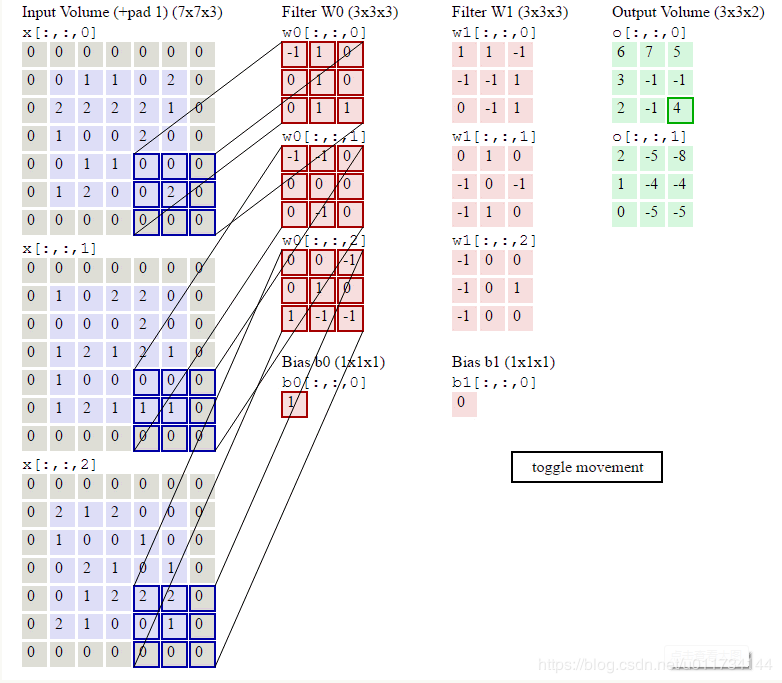 Input Volume (+pad 1) (7x7x3)
x[:,:,0]
0 0 0 0 0 0 0
0 0 1 1 0 2 0
0 2 2 2 2 1 0
0 1 0 0 2 0 0
0 0 1 1 0 0 0
0 1 2 0 0 2 0
0 0 0 0 0 0 0
x[:,:,1]
0 0 0 0 0 0 0
0 1 0 2 2 0 0
0 0 0 0 2 0 0
0 1 2 1 2 1 0
0 1 0 0 0 0 0
0 1 2 1 1 1 0
0 0 0 0 0 0 0
x[:,:,2]
0 0 0 0 0 0 0
0 2 1 2 0 0 0
0 1 0 0 1 0 0
0 0 2 1 0 1 0
0 0 1 2 2 2 0
0 2 1 0 0 1 0
0 0 0 0 0 0 0
Filter W0 (3x3x3)
w0[:,:,0]
-1 1 0
0 1 0
0 1 1
w0[:,:,1]
-1 -1 0
0 0 0
0 -1 0
w0[:,:,2]
0 0 -1
0 1 0
1 -1 -1
Bias b0 (1x1x1)
b0[:,:,0]
1
Filter W1 (3x3x3)
w1[:,:,0]
1 1 -1
-1 -1 1
0 -1 1
w1[:,:,1]
0 1 0
-1 0 -1
-1 1 0
w1[:,:,2]
-1 0 0
-1 0 1
-1 0 0
Bias b1 (1x1x1)
b1[:,:,0]
0
Output Volume (3x3x2)
o[:,:,0]
6 7 5
3 -1 -1
2 -1 4
o[:,:,1]
2 -5 -8
1 -4 -4
0 -5 -5
toggle movement